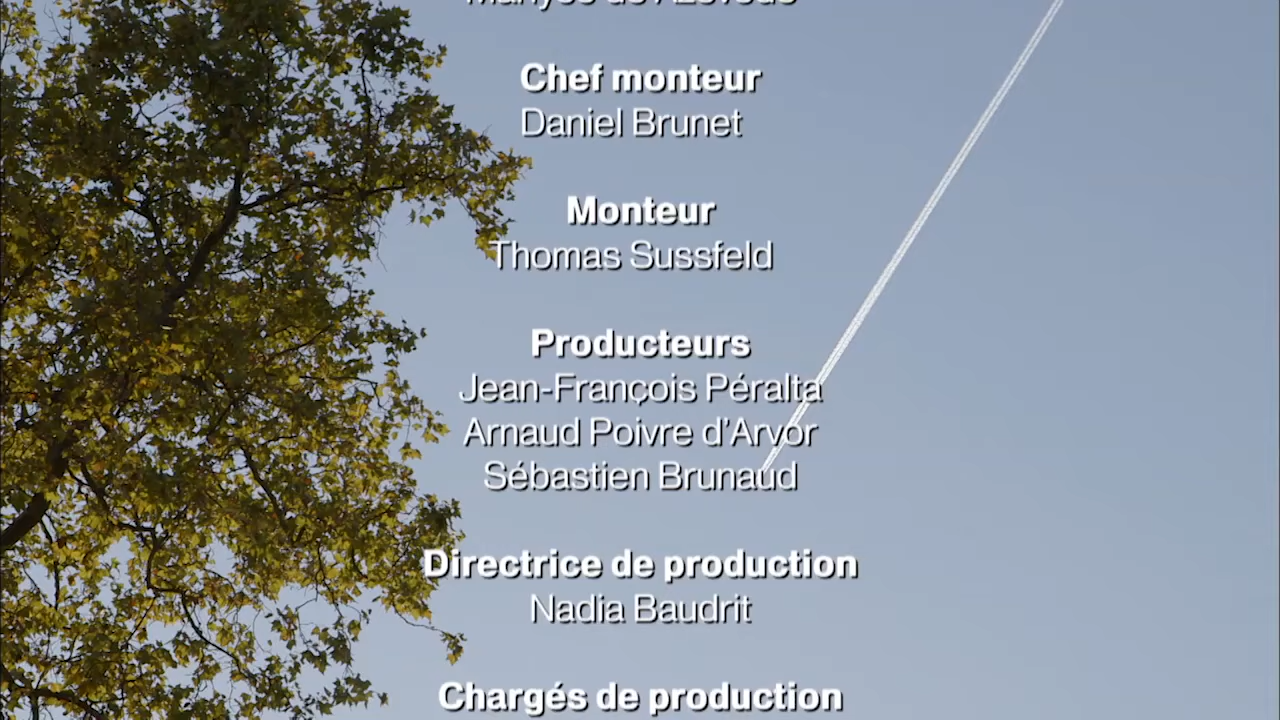 Chef monteur
Daniel Brunet
Monteur
Thomas Sussfeld
Producteurs
Jean-François Péralta
Arnaud Poivre d'Arvor
Sébastien Brunaud
Directrice de production
Nadia Baudrit
Chargés de production